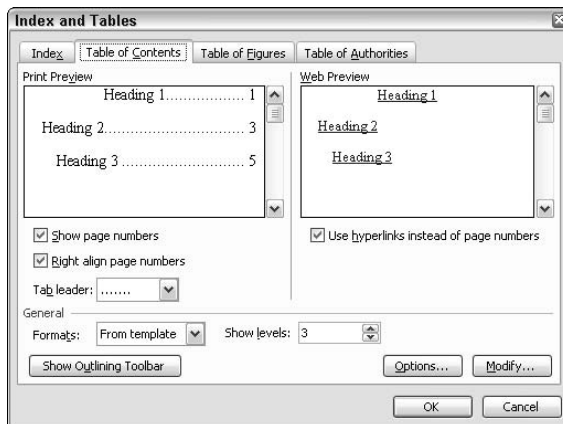 Index and Tables
Index Table of Contents Table of Figures Table of Authorities
Print Preview
Heading 1.................. 1
Heading 2........................... 3
Heading 3 ........................... 5
Web Preview
Heading 1
Heading 2
Heading 3
Show page numbers
Right align page numbers
Use hyperlinks instead of page numbers
Tab leader: .......
General
Formats: From template Show levels: 3
Show Outlining Toolbar Options... Modify...
OK Cancel